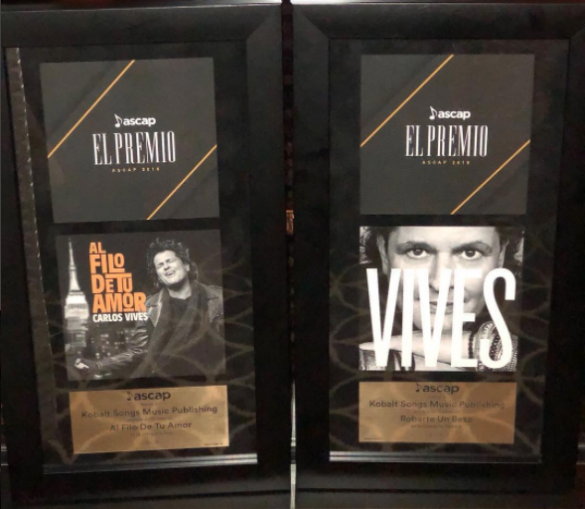 ascap
EL PREMIO
ASCAP 2018
AL
FILO
DE TU
AMOR
CARLOS VIVES
ascap
Kobalt Songs Music Publishing
Al Filo De Tu Amor
ascap
EL PREMIO
ASCAP 2018
VIVES
ascap
Kobalt Songs Music Publishing
Robarte Un Beso